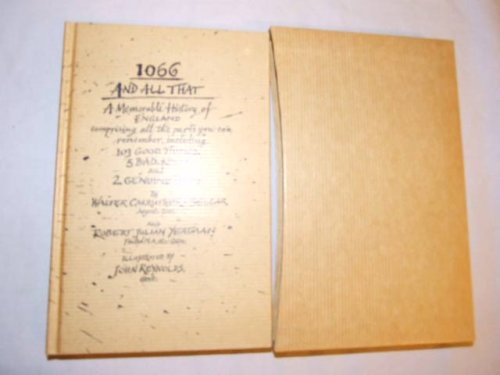 1066
AND ALL THAT
A Memorable History of
ENGLAND
comprising all the parts you can
remember including
103 GOOD THINGS
5 BAD
and
2 GENUINE
by
WALTER CARRUTHERS SELLAR
and
ROBERT JULIAN YEATMAN
illustrated by
JOHN REYNOLDS